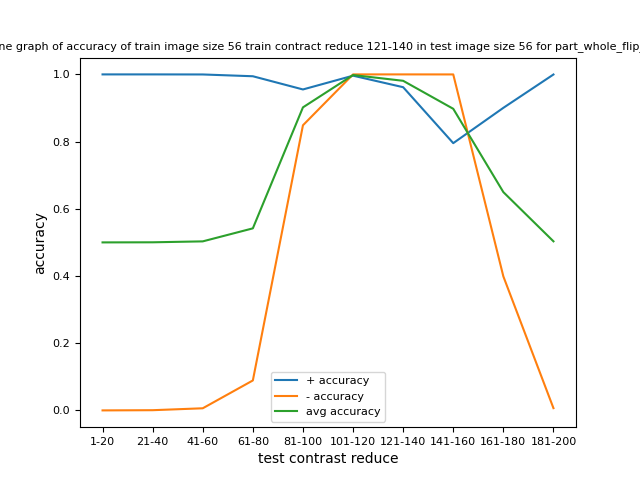 ne graph of accuracy of train image size 56 train contract reduce 121-140 in test image size 56 for part_whole_flip_
1.0
0.8
0.6
0.4
0.2
0.0
accuracy
+ accuracy
- accuracy
avg accuracy
1-20 21-40 41-60 61-80 81-100 101-120 121-140 141-160 161-180 181-200
test contrast reduce